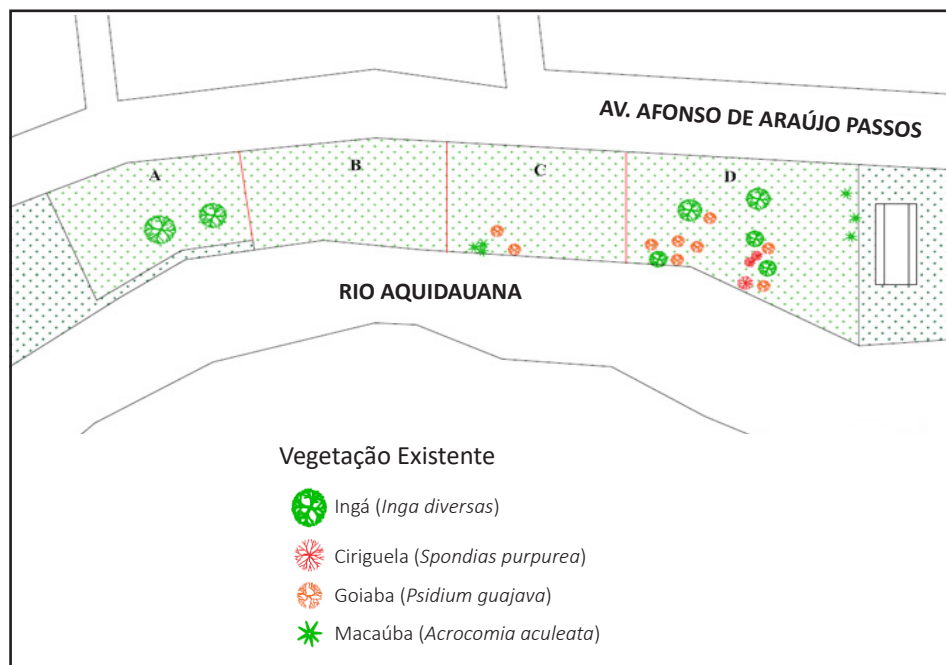 AV. AFONSO DE ARAÚJO PASSOS
A
B
C
D
RIO AQUIDAUANA
Vegetação Existente
Ingá (Inga diversas)
Ciriguela (Spondias purpurea)
Goiaba (Psidium guajava)
Macaúba (Acrocomia aculeata)